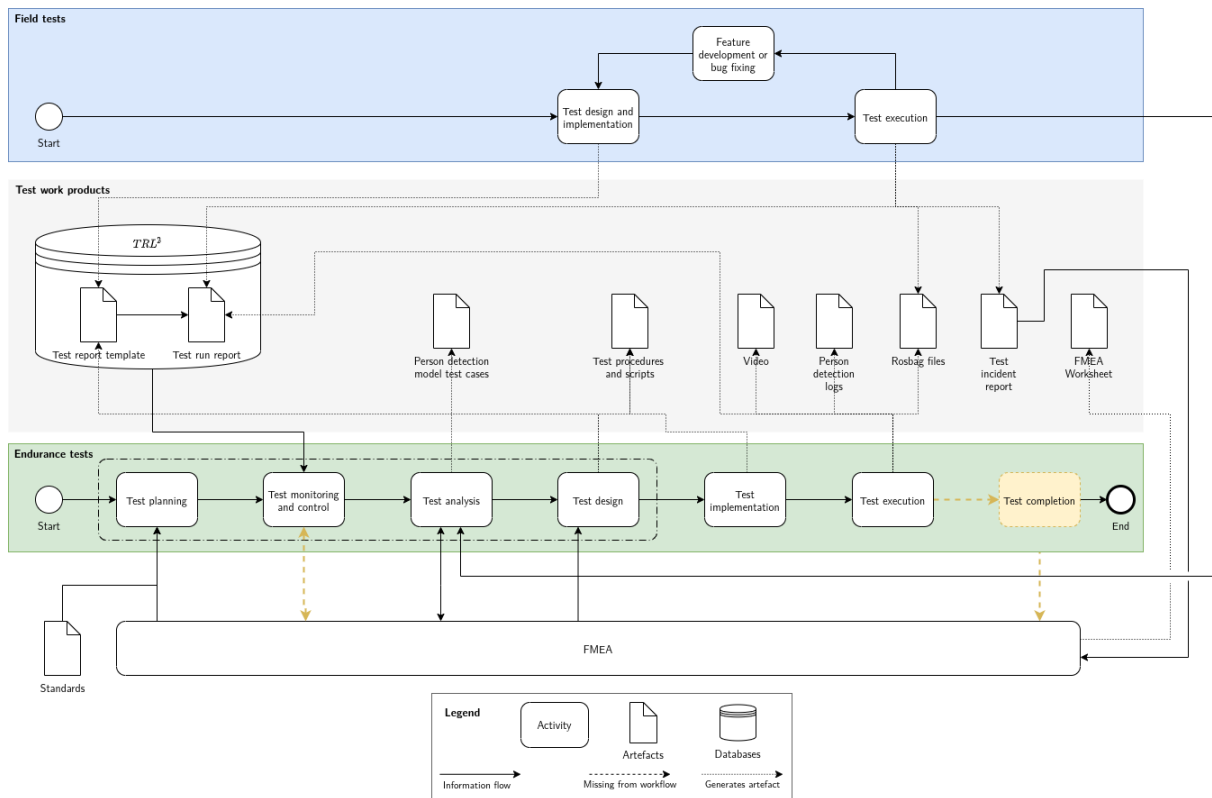 Field tests
Feature
development or
bug fixing
Test design and
implementation
Test execution
Start
Test work products
TRL³
Test report template
Test run report
Person detection
model test cases
Test procedures
and scripts
Video
Person
detection
logs
Rosbag files
Test
incident
report
FMEA
Worksheet
Endurance tests
Start
Test planning
Test monitoring
and control
Test analysis
Test design
Test
implementation
Test execution
Test completion
End
Standards
FMEA
Legend
Activity
Artefacts
Databases
Information flow
Missing from workflow
Generates artefact